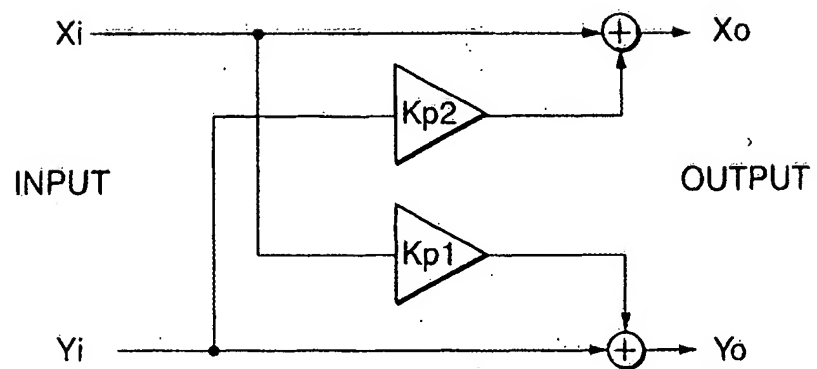 Xi
Xo
Kp2
INPUT
OUTPUT
Kp1
Yi
Yo